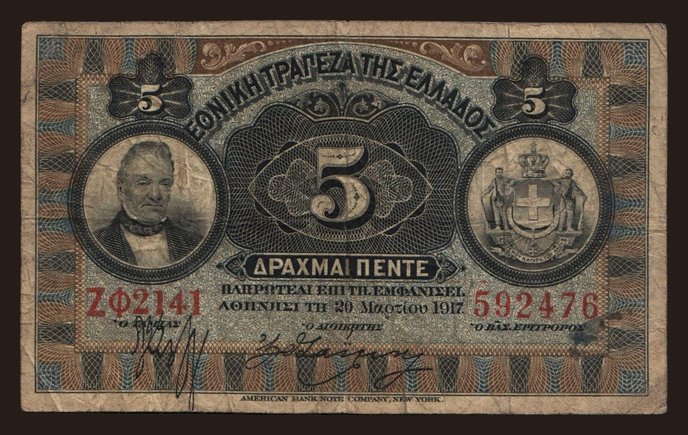 ΕΘΝΙΚΗ ΤΡΑΠΕΖΑ ΤΗΣ ΕΛΛΑΔΟΣ
5 5
5
ΔΡΑΧΜΑΙ ΠΕΝΤΕ
ΠΛΗΡΩΤΕΑΙ ΕΠΙ ΤΗ ΕΜΦΑΝΙΣΕΙ.
ΖΦ2141 ΑΘΗΝΗΣΙ ΤΗ 20 Μαρτίου 1917 592476
Ο ΔΙΟΙΚΗΤΗΣ Ο ΒΑΣ. ΕΠΙΤΡΟΠΟΣ
AMERICAN BANK NOTE COMPANY, NEW YORK.